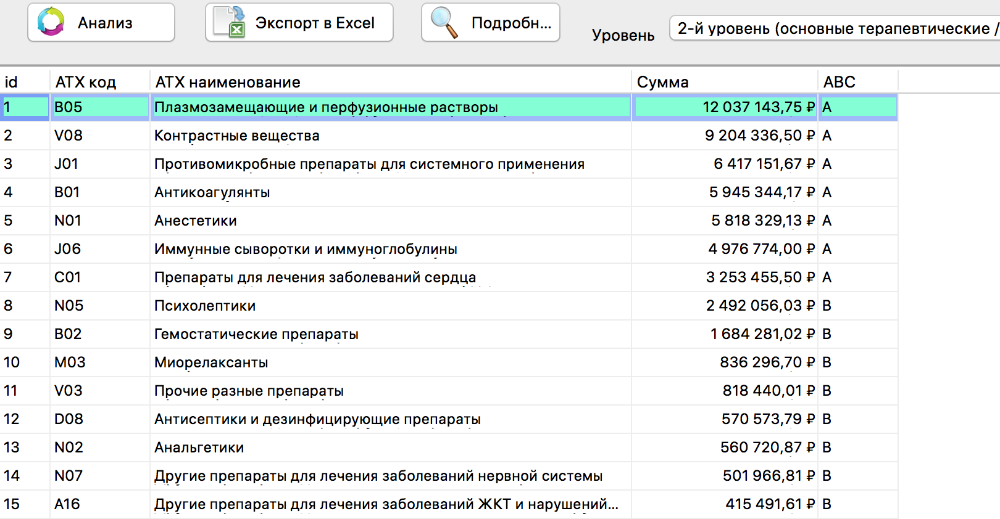 Анализ Экспорт в Excel Подробн... Уровень 2-й уровень (основные терапевтические /
id АТХ код АТХ наименование Сумма ABC
1 B05 Плазмозамещающие и перфузионные растворы 12 037 143,75 ₽ A
2 V08 Контрастные вещества 9 204 336,50 ₽ A
3 J01 Противомикробные препараты для системного применения 6 417 151,67 ₽ A
4 B01 Антикоагулянты 5 945 344,17 ₽ A
5 N01 Анестетики 5 818 329,13 ₽ A
6 J06 Иммунные сыворотки и иммуноглобулины 4 976 774,00 ₽ A
7 C01 Препараты для лечения заболеваний сердца 3 253 455,50 ₽ A
8 N05 Психолептики 2 492 056,03 ₽ B
9 B02 Гемостатические препараты 1 684 281,02 ₽ B
10 M03 Миорелаксанты 836 296,70 ₽ B
11 V03 Прочие разные препараты 818 440,01 ₽ B
12 D08 Антисептики и дезинфицирующие препараты 570 573,79 ₽ B
13 N02 Анальгетики 560 720,87 ₽ B
14 N07 Другие препараты для лечения заболеваний нервной системы 501 966,81 ₽ B
15 A16 Другие препараты для лечения заболеваний ЖКТ и нарушений... 415 491,61 ₽ B